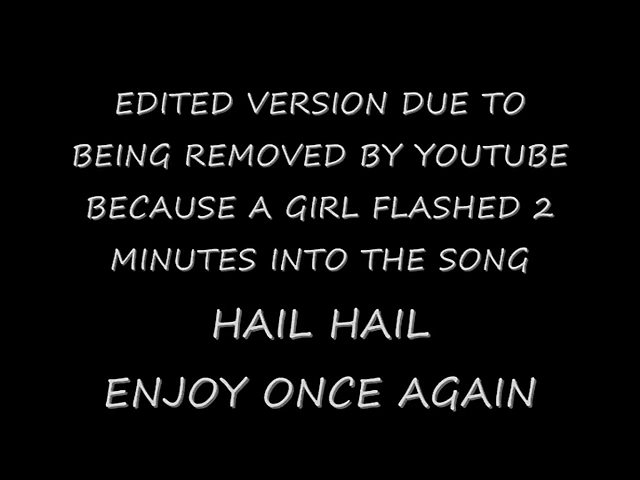 EDITED VERSION DUE TO
BEING REMOVED BY YOUTUBE
BECAUSE A GIRL FLASHED 2
MINUTES INTO THE SONG
HAIL HAIL
ENJOY ONCE AGAIN